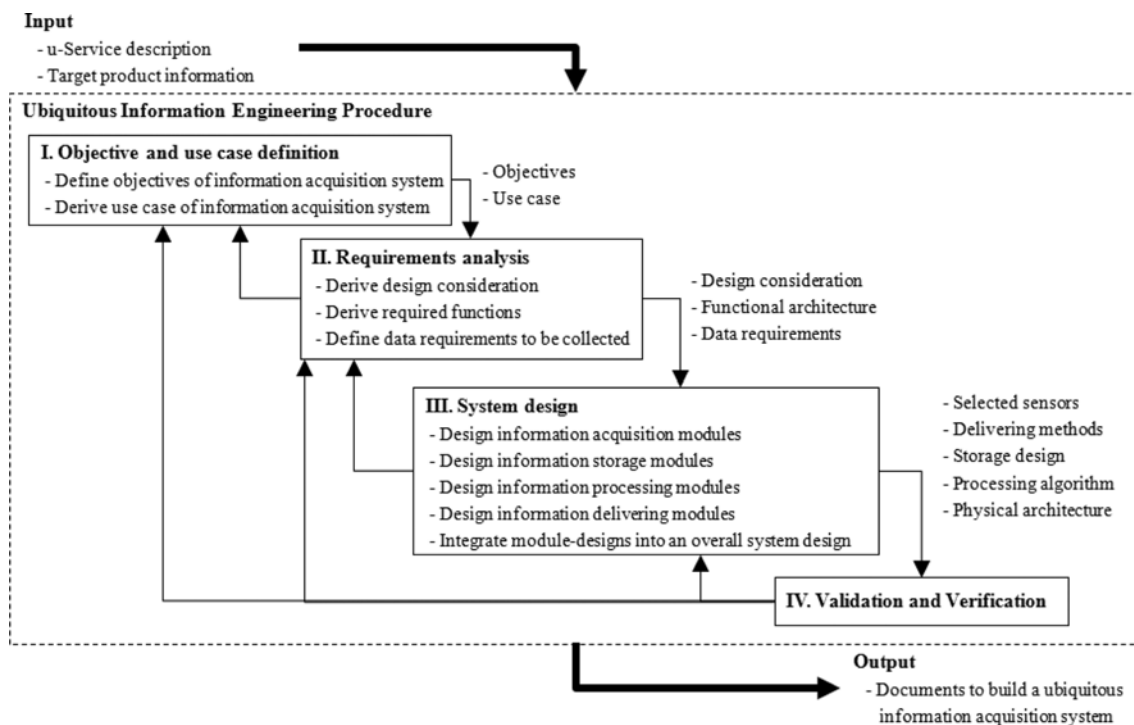 Input
- u-Service description
- Target product information
Ubiquitous Information Engineering Procedure
I. Objective and use case definition
- Define objectives of information acquisition system
- Derive use case of information acquisition system
- Objectives
- Use case
II. Requirements analysis
- Derive design consideration
- Derive required functions
- Define data requirements to be collected
- Design consideration
- Functional architecture
- Data requirements
III. System design
- Design information acquisition modules
- Design information storage modules
- Design information processing modules
- Design information delivering modules
- Integrate module-designs into an overall system design
- Selected sensors
- Delivering methods
- Storage design
- Processing algorithm
- Physical architecture
IV. Validation and Verification
Output
- Documents to build a ubiquitous
information acquisition system